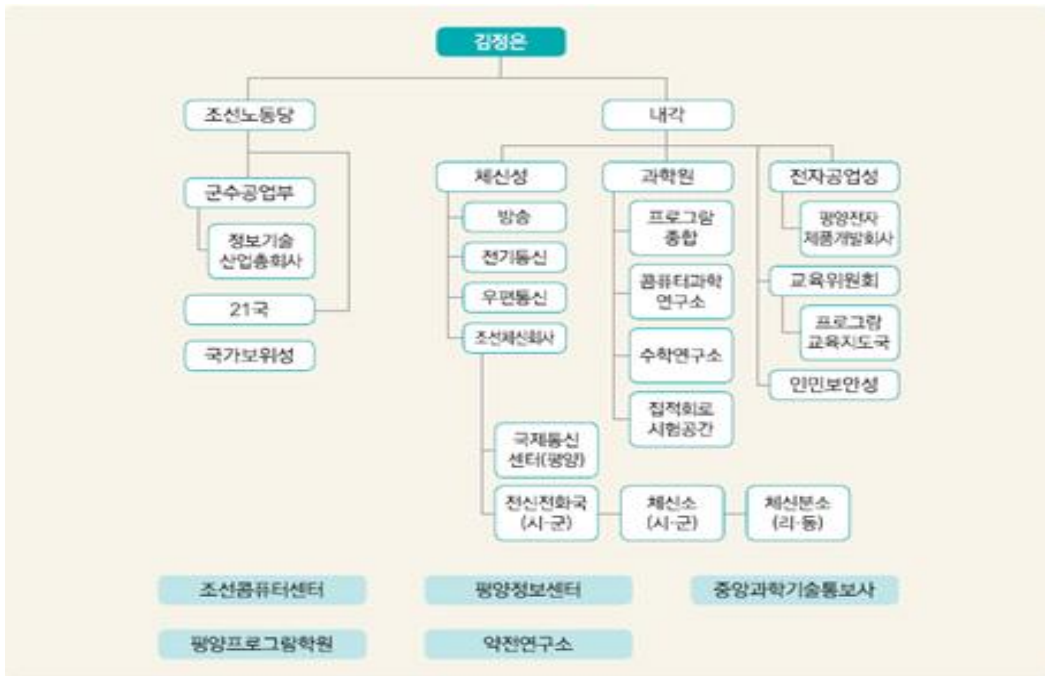 김정은
조선노동당
내각
군수공업부
정보기술
산업총회사
21국
국가보위성
체신성
방송
전기통신
우편통신
조선체신회사
국제통신
센터(평양)
전신전화국
(시·군)
체신소
(시·군)
체신분소
(리·동)
과학원
프로그람
종합
콤퓨터과학
연구소
수학연구소
집적회로
시험공간
전자공업성
평양전자
제품개발회사
교육위원회
프로그람
교육지도국
인민보안성
조선콤퓨터센터
평양정보센터
중앙과학기술통보사
평양프로그람학원
약전연구소